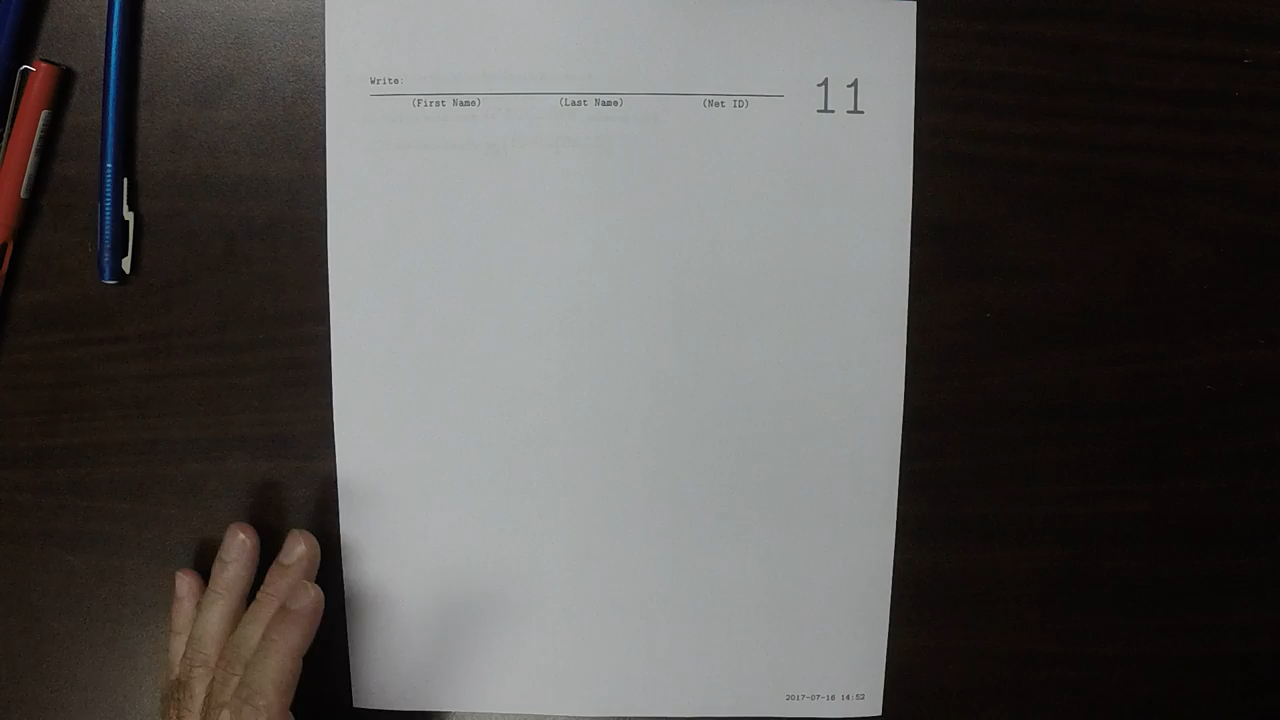 Write:
11
(First Name) (Last Name) (Net ID)
2017-07-16 14:52